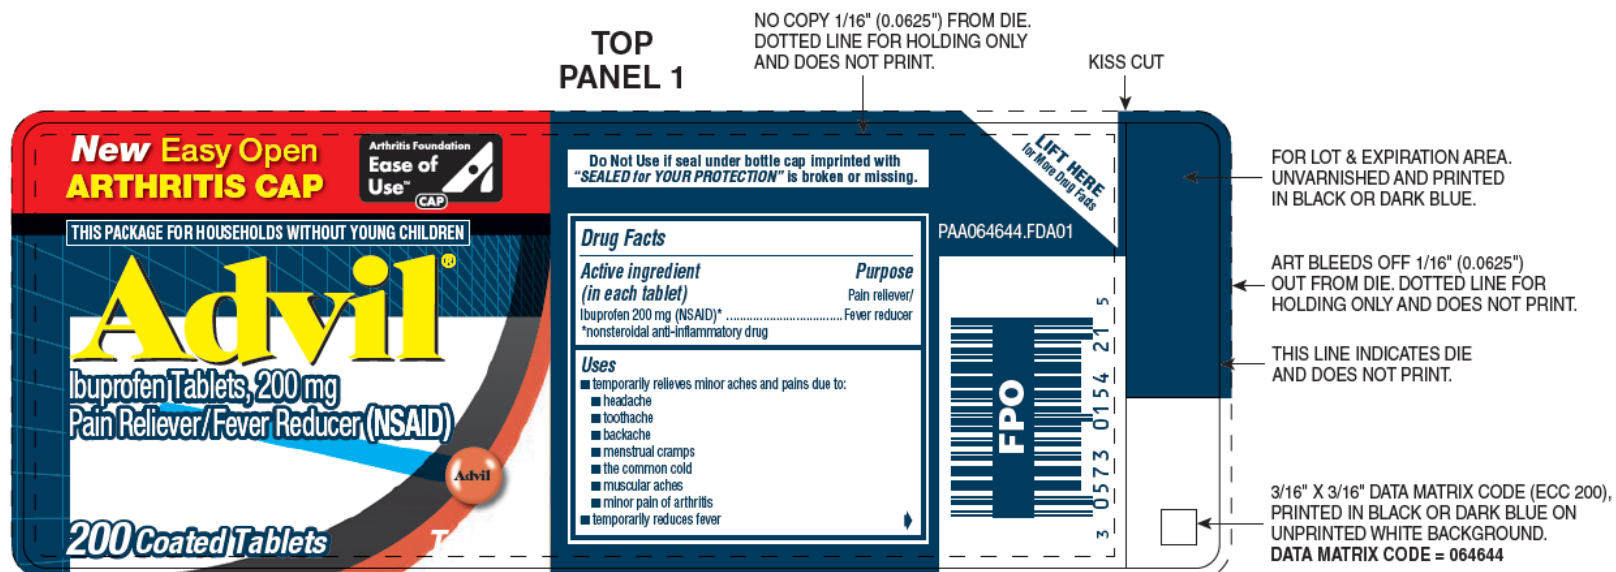 TOP
PANEL 1
NO COPY 1/16" (0.0625") FROM DIE.
DOTTED LINE FOR HOLDING ONLY
AND DOES NOT PRINT.
KISS CUT
New Easy Open
ARTHRITIS CAP
Arthritis Foundation
Ease of
Use™
CAP
THIS PACKAGE FOR HOUSEHOLDS WITHOUT YOUNG CHILDREN
Advil®
Ibuprofen Tablets, 200 mg
Pain Reliever/Fever Reducer (NSAID)
Advil
200 Coated Tablets
T
Do Not Use if seal under bottle cap imprinted with
“SEALED for YOUR PROTECTION” is broken or missing.
Drug Facts
Active ingredient Purpose
(in each tablet) Pain reliever/
Ibuprofen 200 mg (NSAID)* ................................... Fever reducer
*nonsteroidal anti-inflammatory drug
Uses
■ temporarily relieves minor aches and pains due to:
■ headache
■ toothache
■ backache
■ menstrual cramps
■ the common cold
■ muscular aches
■ minor pain of arthritis
■ temporarily reduces fever
LIFT HERE
for More Drug Facts
PAA064644.FDA01
FPO
3 0573 0154 21 5
FOR LOT & EXPIRATION AREA.
UNVARNISHED AND PRINTED
IN BLACK OR DARK BLUE.
ART BLEEDS OFF 1/16" (0.0625")
OUT FROM DIE. DOTTED LINE FOR
HOLDING ONLY AND DOES NOT PRINT.
THIS LINE INDICATES DIE
AND DOES NOT PRINT.
3/16" X 3/16" DATA MATRIX CODE (ECC 200),
PRINTED IN BLACK OR DARK BLUE ON
UNPRINTED WHITE BACKGROUND.
DATA MATRIX CODE = 064644